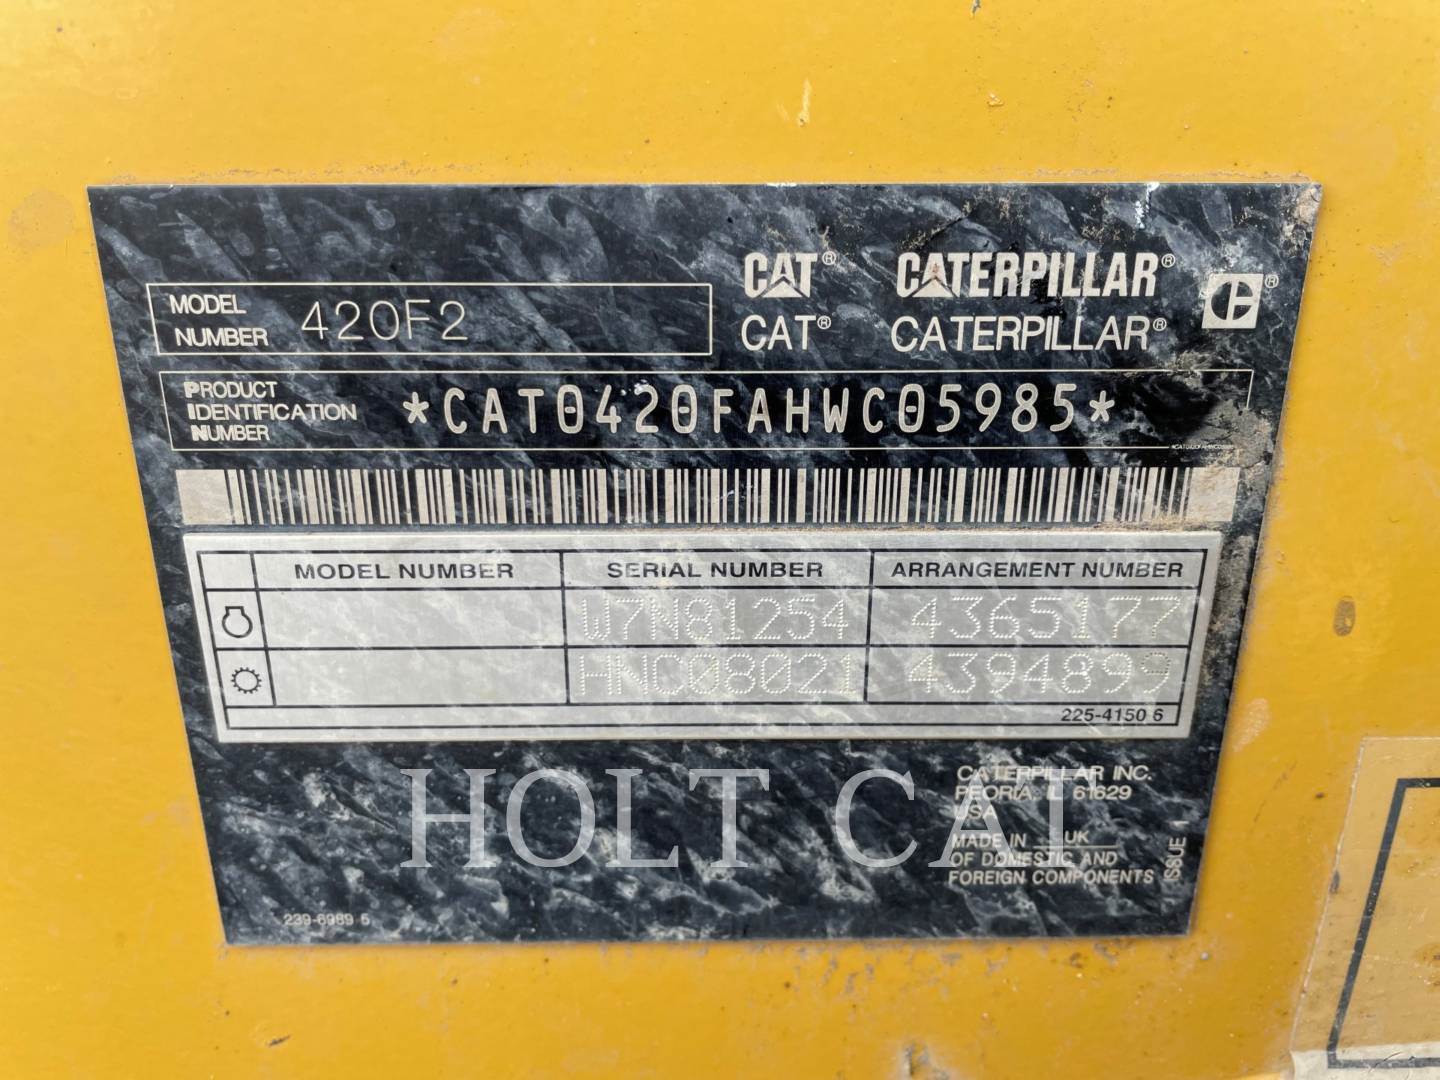 CAT® CATERPILLAR®
MODEL NUMBER 420F2
CAT® CATERPILLAR®
PRODUCT IDENTIFICATION NUMBER *CAT0420FAHWC05985*
MODEL NUMBER SERIAL NUMBER ARRANGEMENT NUMBER
W7N81254 4365177
HNC08021 4394899
225-4150 6
HOLT CAT
CATERPILLAR INC.
PEORIA, IL 61629
USA
MADE IN UK
OF DOMESTIC AND
FOREIGN COMPONENTS
ISSUE 1
239-6989 6